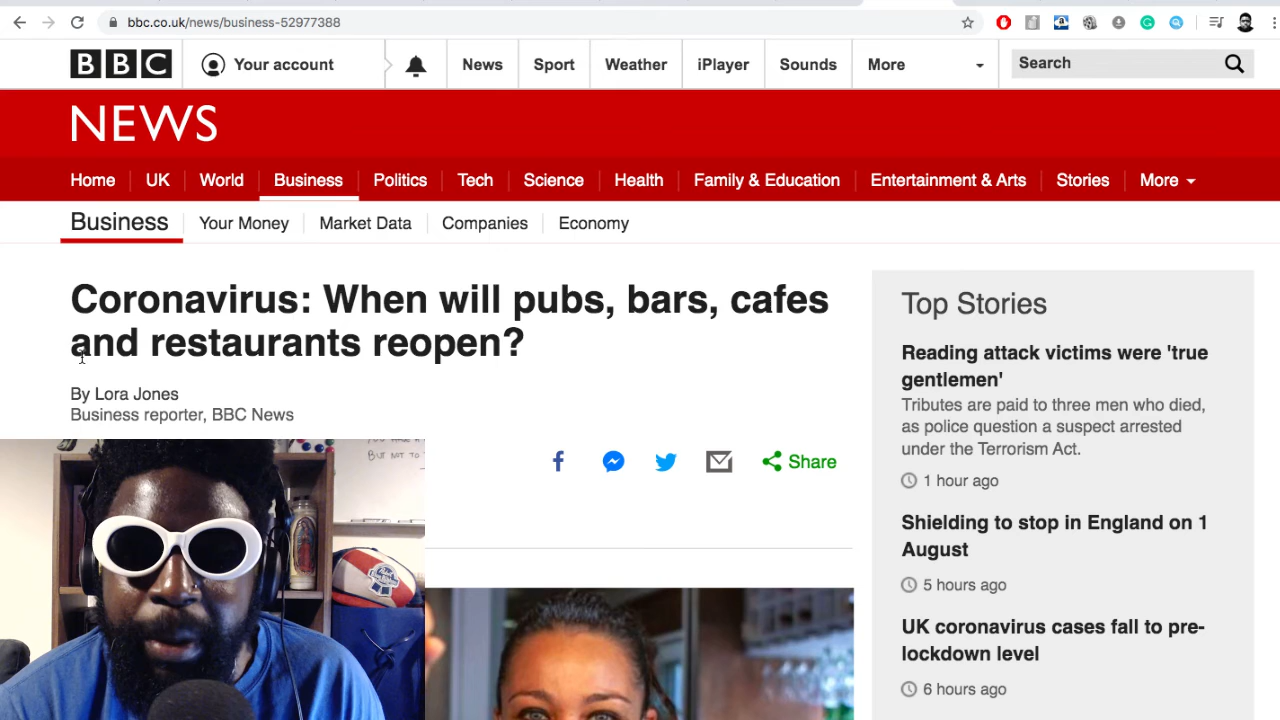 bbc.co.uk/news/business-52977388
BBC
Your account
News
Sport
Weather
iPlayer
Sounds
More
Search
NEWS
Home
UK
World
Business
Politics
Tech
Science
Health
Family & Education
Entertainment & Arts
Stories
More
Business
Your Money
Market Data
Companies
Economy
Coronavirus: When will pubs, bars, cafes
and restaurants reopen?
By Lora Jones
Business reporter, BBC News
Share
BUT NOT TO
Top Stories
Reading attack victims were 'true
gentlemen'
Tributes are paid to three men who died,
as police question a suspect arrested
under the Terrorism Act.
1 hour ago
Shielding to stop in England on 1
August
5 hours ago
UK coronavirus cases fall to pre-
lockdown level
6 hours ago